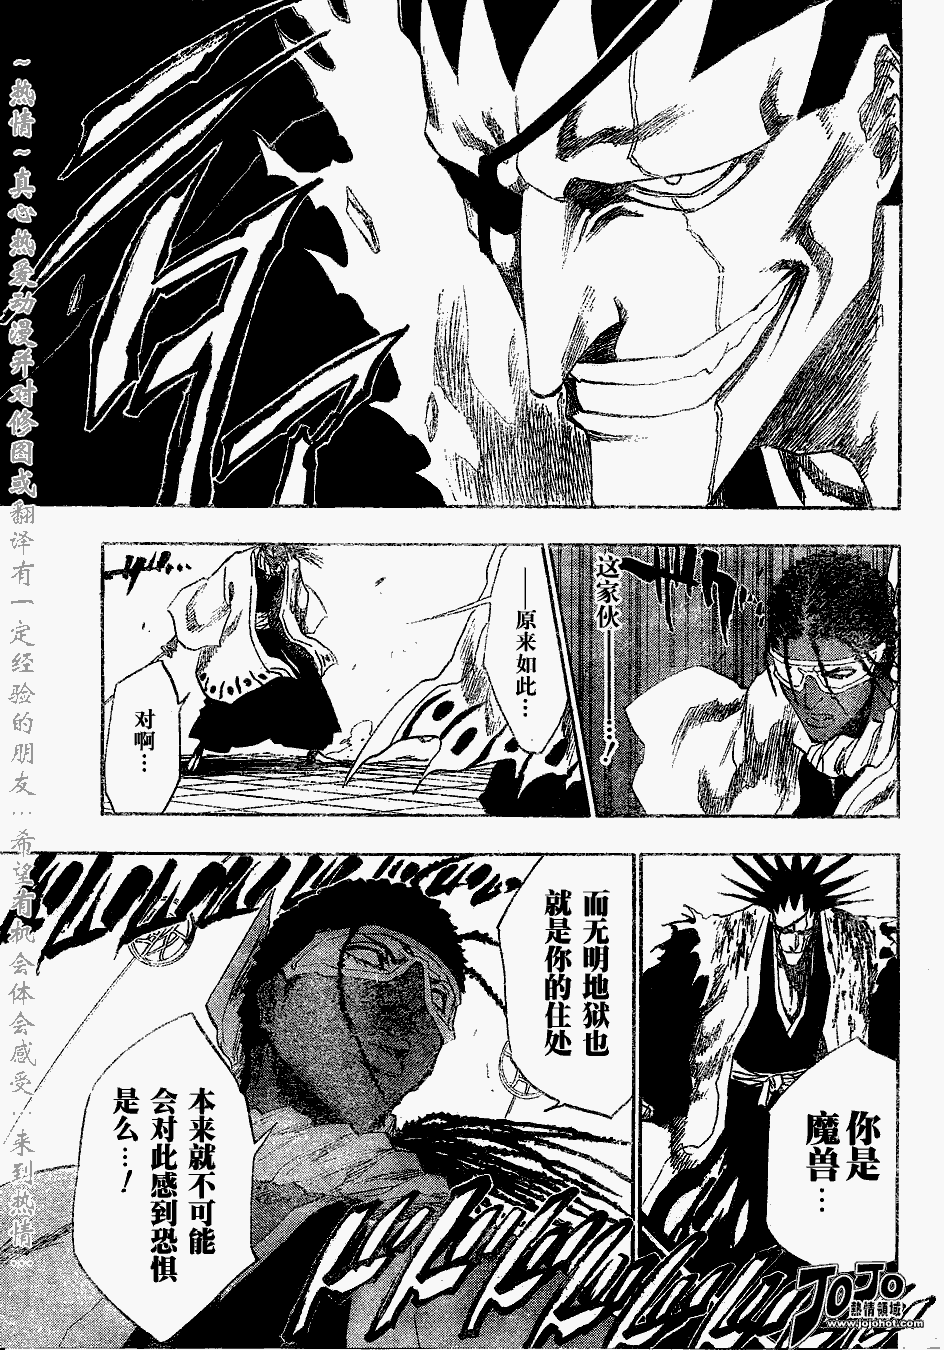 ~热情~真心热爱动漫并对修图或翻译有一定经验的朋友…希望有机会体会感受…来到热情~
这家伙——……！
——原来如此…
对啊…
你是
魔兽…
而无明地狱也
就是你的住处
本来就不可能
会对此感到恐惧
是么…！
JOJO
熱情領域
www.jojohot.com